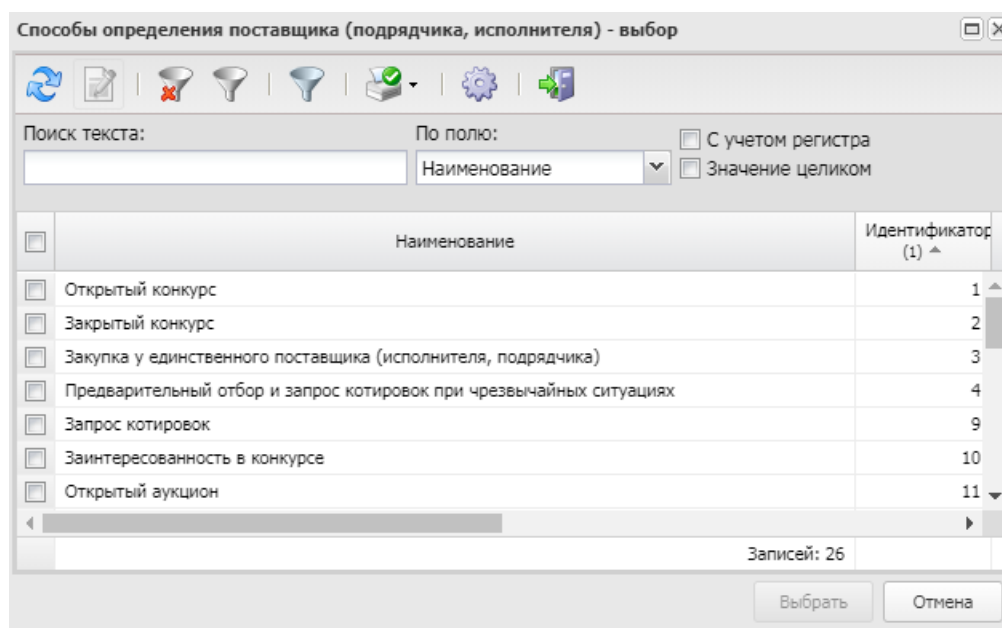 Способы определения поставщика (подрядчика, исполнителя) - выбор
Поиск текста:
По полю:
С учетом регистра
Наименование
Значение целиком
Наименование
Идентификатор
(1)
Открытый конкурс 1
Закрытый конкурс 2
Закупка у единственного поставщика (исполнителя, подрядчика) 3
Предварительный отбор и запрос котировок при чрезвычайных ситуациях 4
Запрос котировок 9
Заинтересованность в конкурсе 10
Открытый аукцион 11
Записей: 26
Выбрать
Отмена